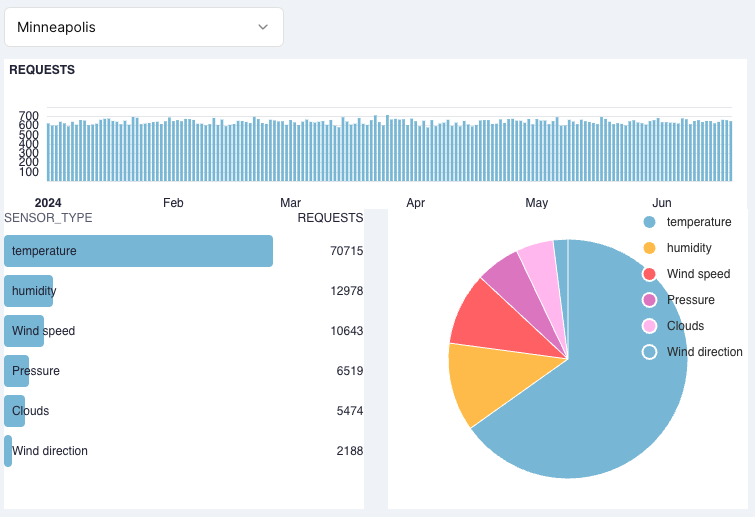 Minneapolis
REQUESTS
700
600
500
400
300
200
100
2024 Feb Mar Apr May Jun
SENSOR_TYPE REQUESTS
temperature 70715
humidity 12978
Wind speed 10643
Pressure 6519
Clouds 5474
Wind direction 2188
temperature
humidity
Wind speed
Pressure
Clouds
Wind direction